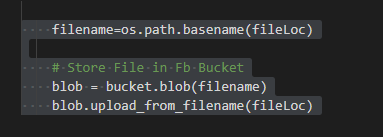 filename=os.path.basename(fileLoc)
# Store File in Fb Bucket
blob = bucket.blob(filename)
blob.upload_from_filename(fileLoc)